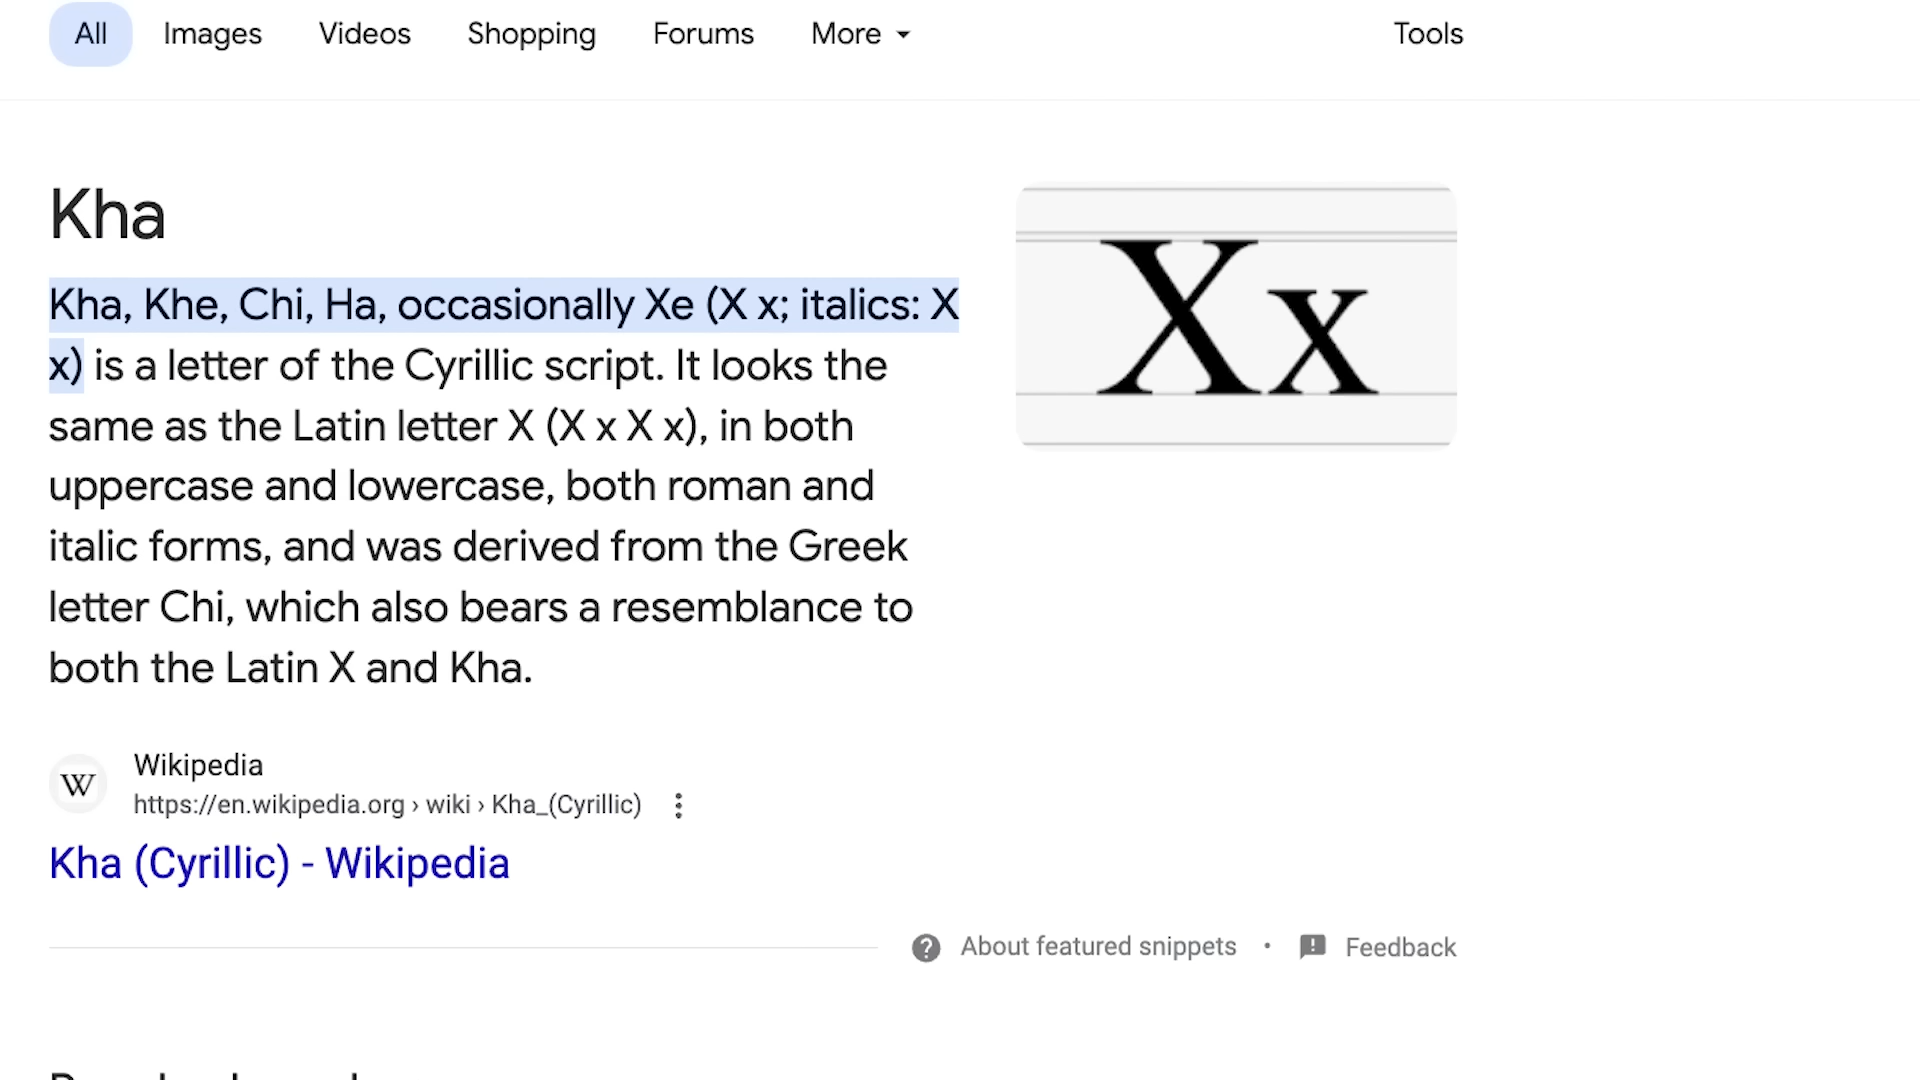 All Images Videos Shopping Forums More Tools
Kha
Kha, Khe, Chi, Ha, occasionally Xe (Х х; italics: Х
х) is a letter of the Cyrillic script. It looks the
same as the Latin letter X (X x X x), in both
uppercase and lowercase, both roman and
italic forms, and was derived from the Greek
letter Chi, which also bears a resemblance to
both the Latin X and Kha.
Хх
W
Wikipedia
https://en.wikipedia.org › wiki › Kha_(Cyrillic)
Kha (Cyrillic) - Wikipedia
About featured snippets • Feedback